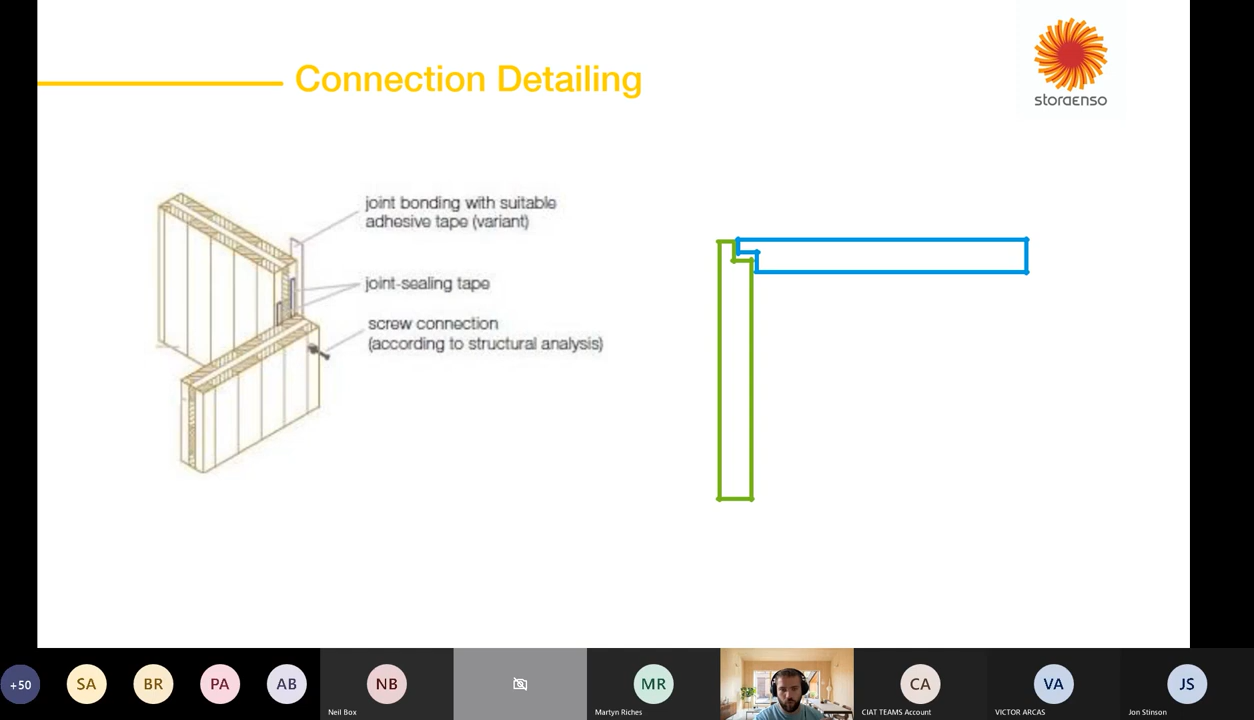 Connection Detailing
storaenso
joint bonding with suitable
adhesive tape (variant)
joint-sealing tape
screw connection
(according to structural analysis)
+50
SA
BR
PA
AB
NB
MR
CA
VA
JS
Neil Box
Martyn Riches
CIAT TEAMS Account
VICTOR ARCAS
Jon Stinson